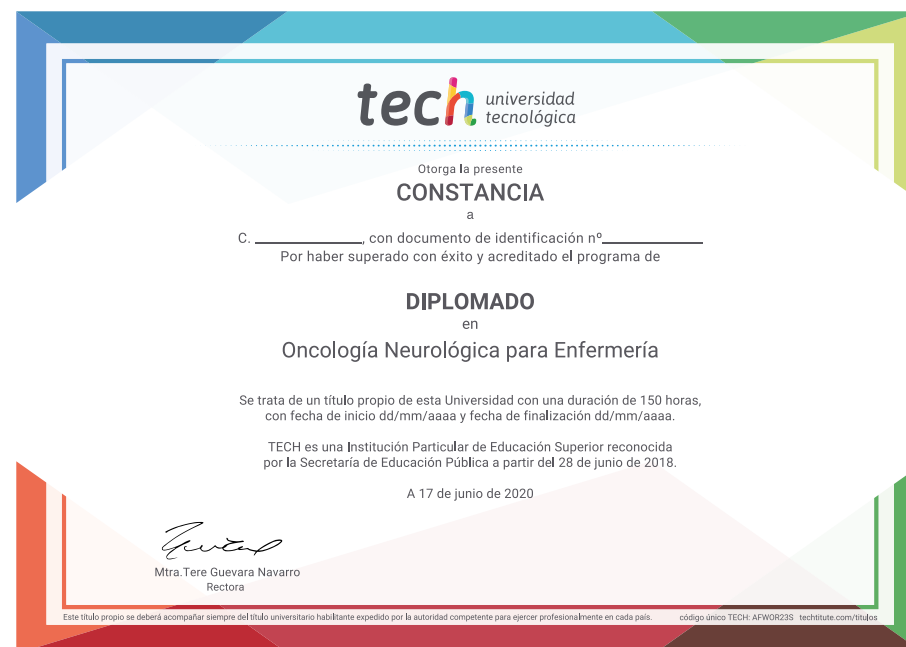 tech universidad
tecnológica
Otorga la presente
CONSTANCIA
a
C. ____________, con documento de identificación nº____________
Por haber superado con éxito y acreditado el programa de
DIPLOMADO
en
Oncología Neurológica para Enfermería
Se trata de un título propio de esta Universidad con una duración de 150 horas,
con fecha de inicio dd/mm/aaaa y fecha de finalización dd/mm/aaaa.
TECH es una Institución Particular de Educación Superior reconocida
por la Secretaría de Educación Pública a partir del 28 de junio de 2018.
A 17 de junio de 2020
Mtra.Tere Guevara Navarro
Rectora
Este título propio se deberá acompañar siempre del título universitario habilitante expedido por la autoridad competente para ejercer profesionalmente en cada país. código único TECH: AFWOR23S techtitute.com/titulos